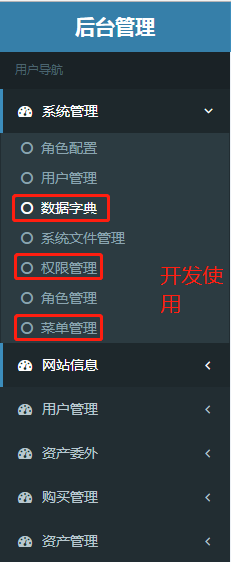 后台管理
用户导航
系统管理
角色配置
用户管理
数据字典
系统文件管理
权限管理
角色管理
菜单管理
开发使
用
网站信息
用户管理
资产委外
购买管理
资产管理